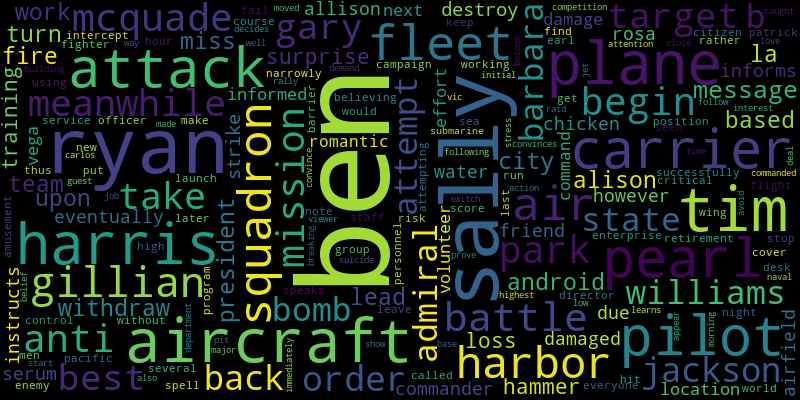 work mcquade gary allison next destroy barbara target b
turn miss surprise fleet rosa damage plane la
fire attack narrowly informed begin message informs
training meanwhile romantic attempt effort chicken based
vega ryan squadron mission ben sally city carrier
team upon take strike water alison
eventually president group air state tim
harris however friend park pearl
gillian program admiral volunteer android williams
instructs withdraw bomb lead battle due pilot
anti aircraft loss damaged jackson airfield
serum best back order commander harbor hammer location
intercept fighter course using service officer make
fail moved way hour decides well keep campaign working
competition caught find earl rather citizen patrick
attention close love jet get raid position
believing would barrier demand rally initial vic
submarine following sea stress convinces run
new carlos put thus guest job made launch later
note viewer staff risk breaking suicide convince
attempting personnel switch score action last prove
command successfully critical flight commanded time seen
deal avoid wing enterprise retirement stop cover
desk naval director low highest learns night
amusement high belief control without department
men pacific several start enemy also spell pit major
immediately speaks leave show called base everyone hit
appear morning world become building